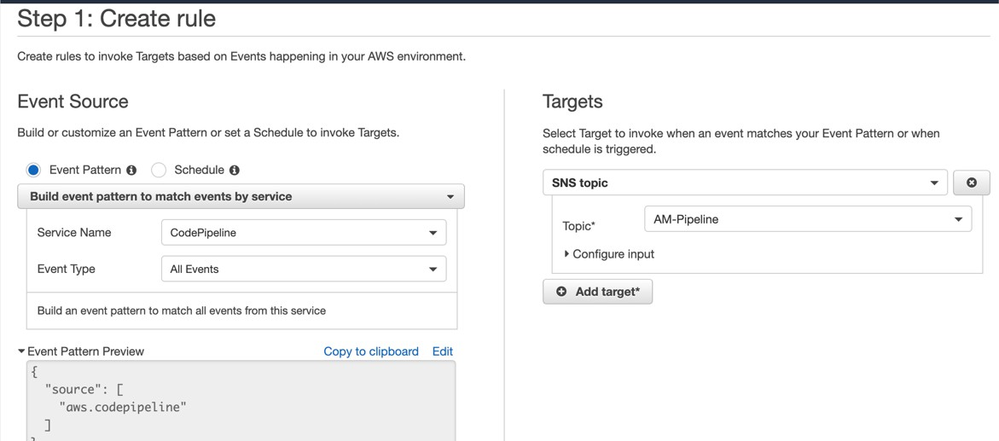 Step 1: Create rule
Create rules to invoke Targets based on Events happening in your AWS environment.
Event Source
Build or customize an Event Pattern or set a Schedule to invoke Targets.
Event Pattern
Schedule
Build event pattern to match events by service
Service Name
CodePipeline
Event Type
All Events
Build an event pattern to match all events from this service
Event Pattern Preview
Copy to clipboard
Edit
{
"source": [
"aws.codepipeline"
]
Targets
Select Target to invoke when an event matches your Event Pattern or when
schedule is triggered.
SNS topic
Topic*
AM-Pipeline
Configure input
Add target*